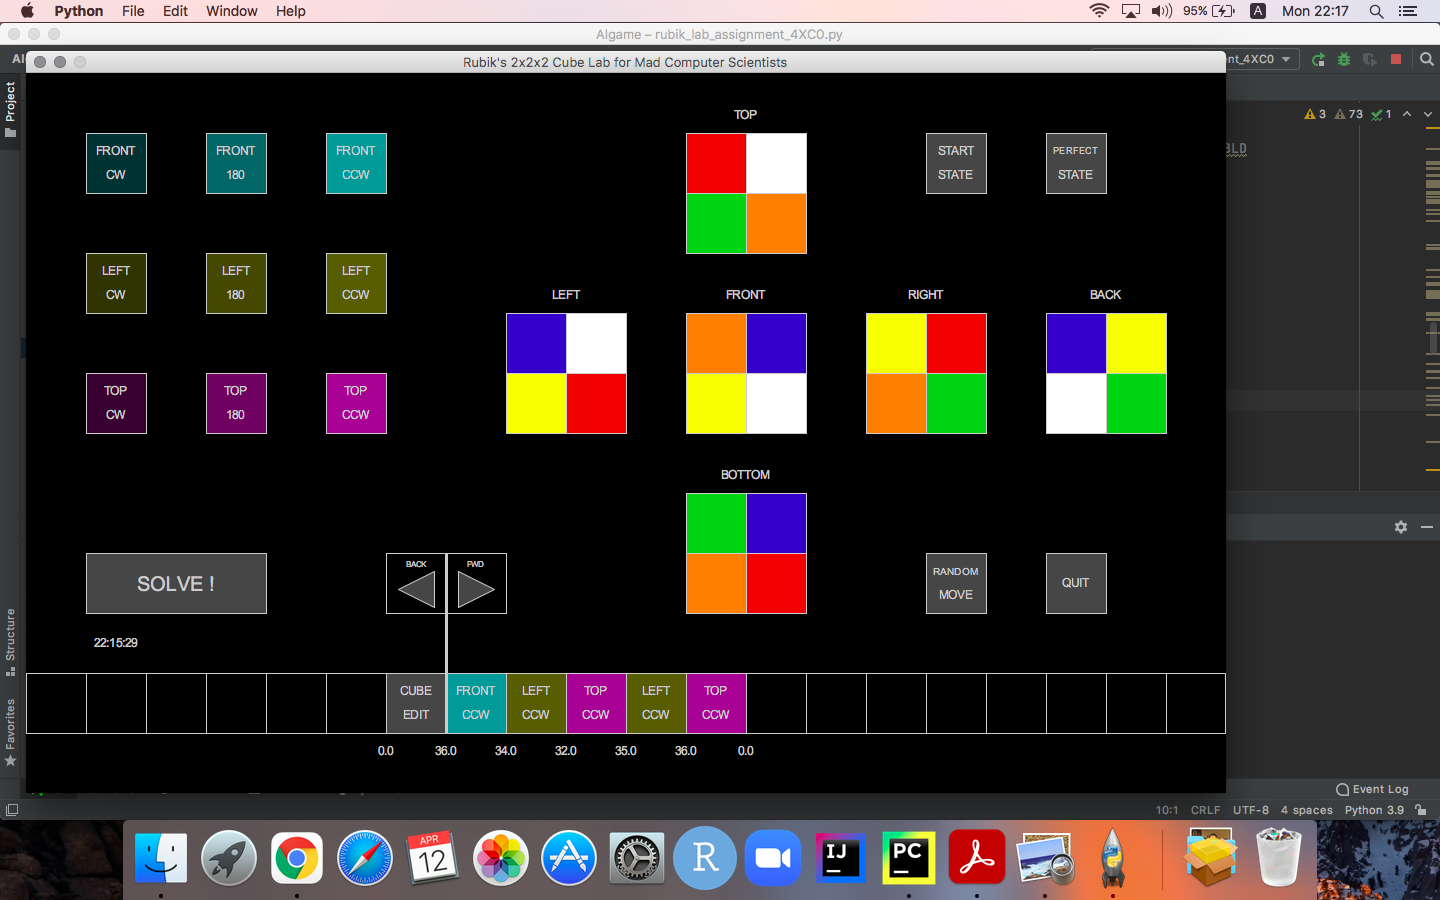 Python File Edit Window Help
95% A Mon 22:17
AIgame – rubik_lab_assignment_4XC0.py
Rubik's 2x2x2 Cube Lab for Mad Computer Scientists
nt_4XC0
Project
3 73 1
BLD
TOP
FRONT
CW
FRONT
180
FRONT
CCW
START
STATE
PERFECT
STATE
LEFT
CW
LEFT
180
LEFT
CCW
LEFT FRONT RIGHT BACK
TOP
CW
TOP
180
TOP
CCW
BOTTOM
SOLVE !
BACK FWD
RANDOM
MOVE
QUIT
22:15:29
Structure
Favorites
CUBE
EDIT
FRONT
CCW
LEFT
CCW
TOP
CCW
LEFT
CCW
TOP
CCW
0.0 36.0 34.0 32.0 35.0 36.0 0.0
Event Log
10:1 CRLF UTF-8 4 spaces Python 3.9
APR
12
R
IJ
PC